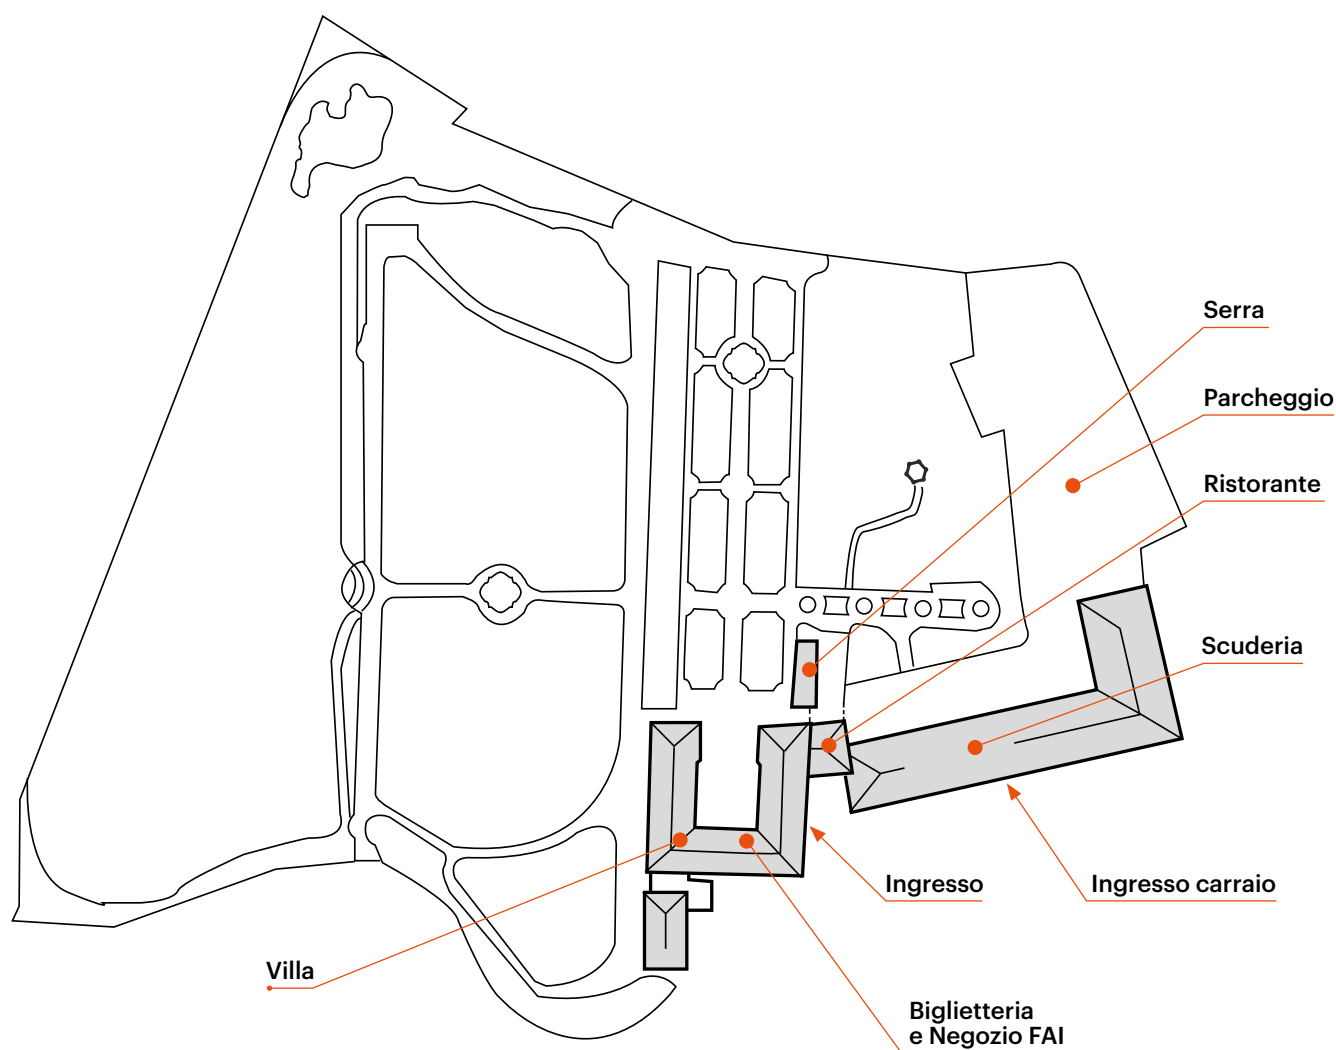 Serra
Parcheggio
Ristorante
Scuderia
Ingresso
Ingresso carraio
Villa
Biglietteria
e Negozio FAI